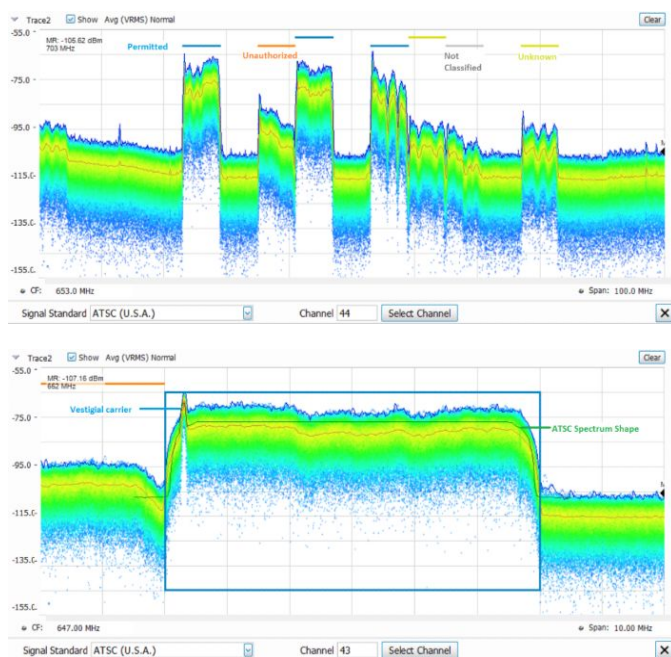 Trace2 Show Avg (VRMS) Normal Clear
-55.0
MR: -105.62 dBm
703 MHz
Permitted
Unauthorized
Not
Classified
Unknown
-75.0
-95.0
-115.0
-135.0
-155.0
CF: 653.0 MHz Span: 100.0 MHz
Signal Standard ATSC (U.S.A.) Channel 44 Select Channel X
Trace2 Show Avg (VRMS) Normal Clear
-55.0
MR: -107.16 dBm
662 MHz
Vestigial carrier
-75.0
ATSC Spectrum Shape
-95.0
-115.0
-135.0
-155.0
CF: 647.00 MHz Span: 10.00 MHz
Signal Standard ATSC (U.S.A.) Channel 43 Select Channel X